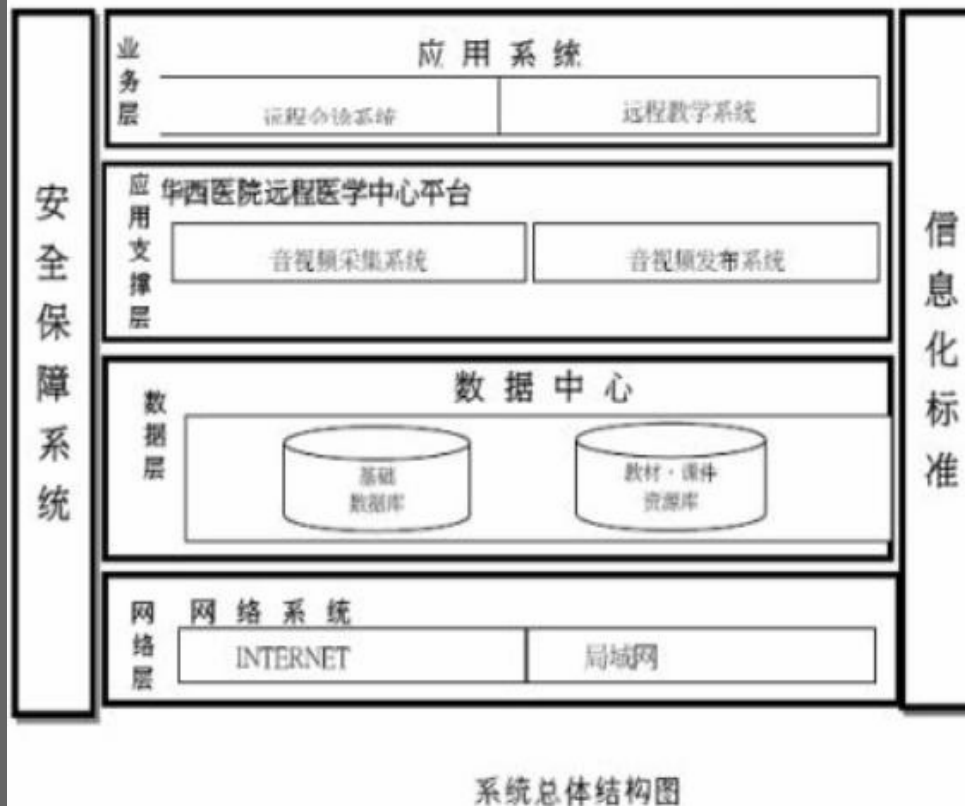 安全保障系统
业务层
应用系统
远程会诊系统
远程教学系统
应用支撑层
华西医院远程医学中心平台
音视频采集系统
音视频发布系统
数据层
数据中心
基础
数据库
教材·课件
资源库
网络层
网络系统
INTERNET
局域网
信息化标准
系统总体结构图